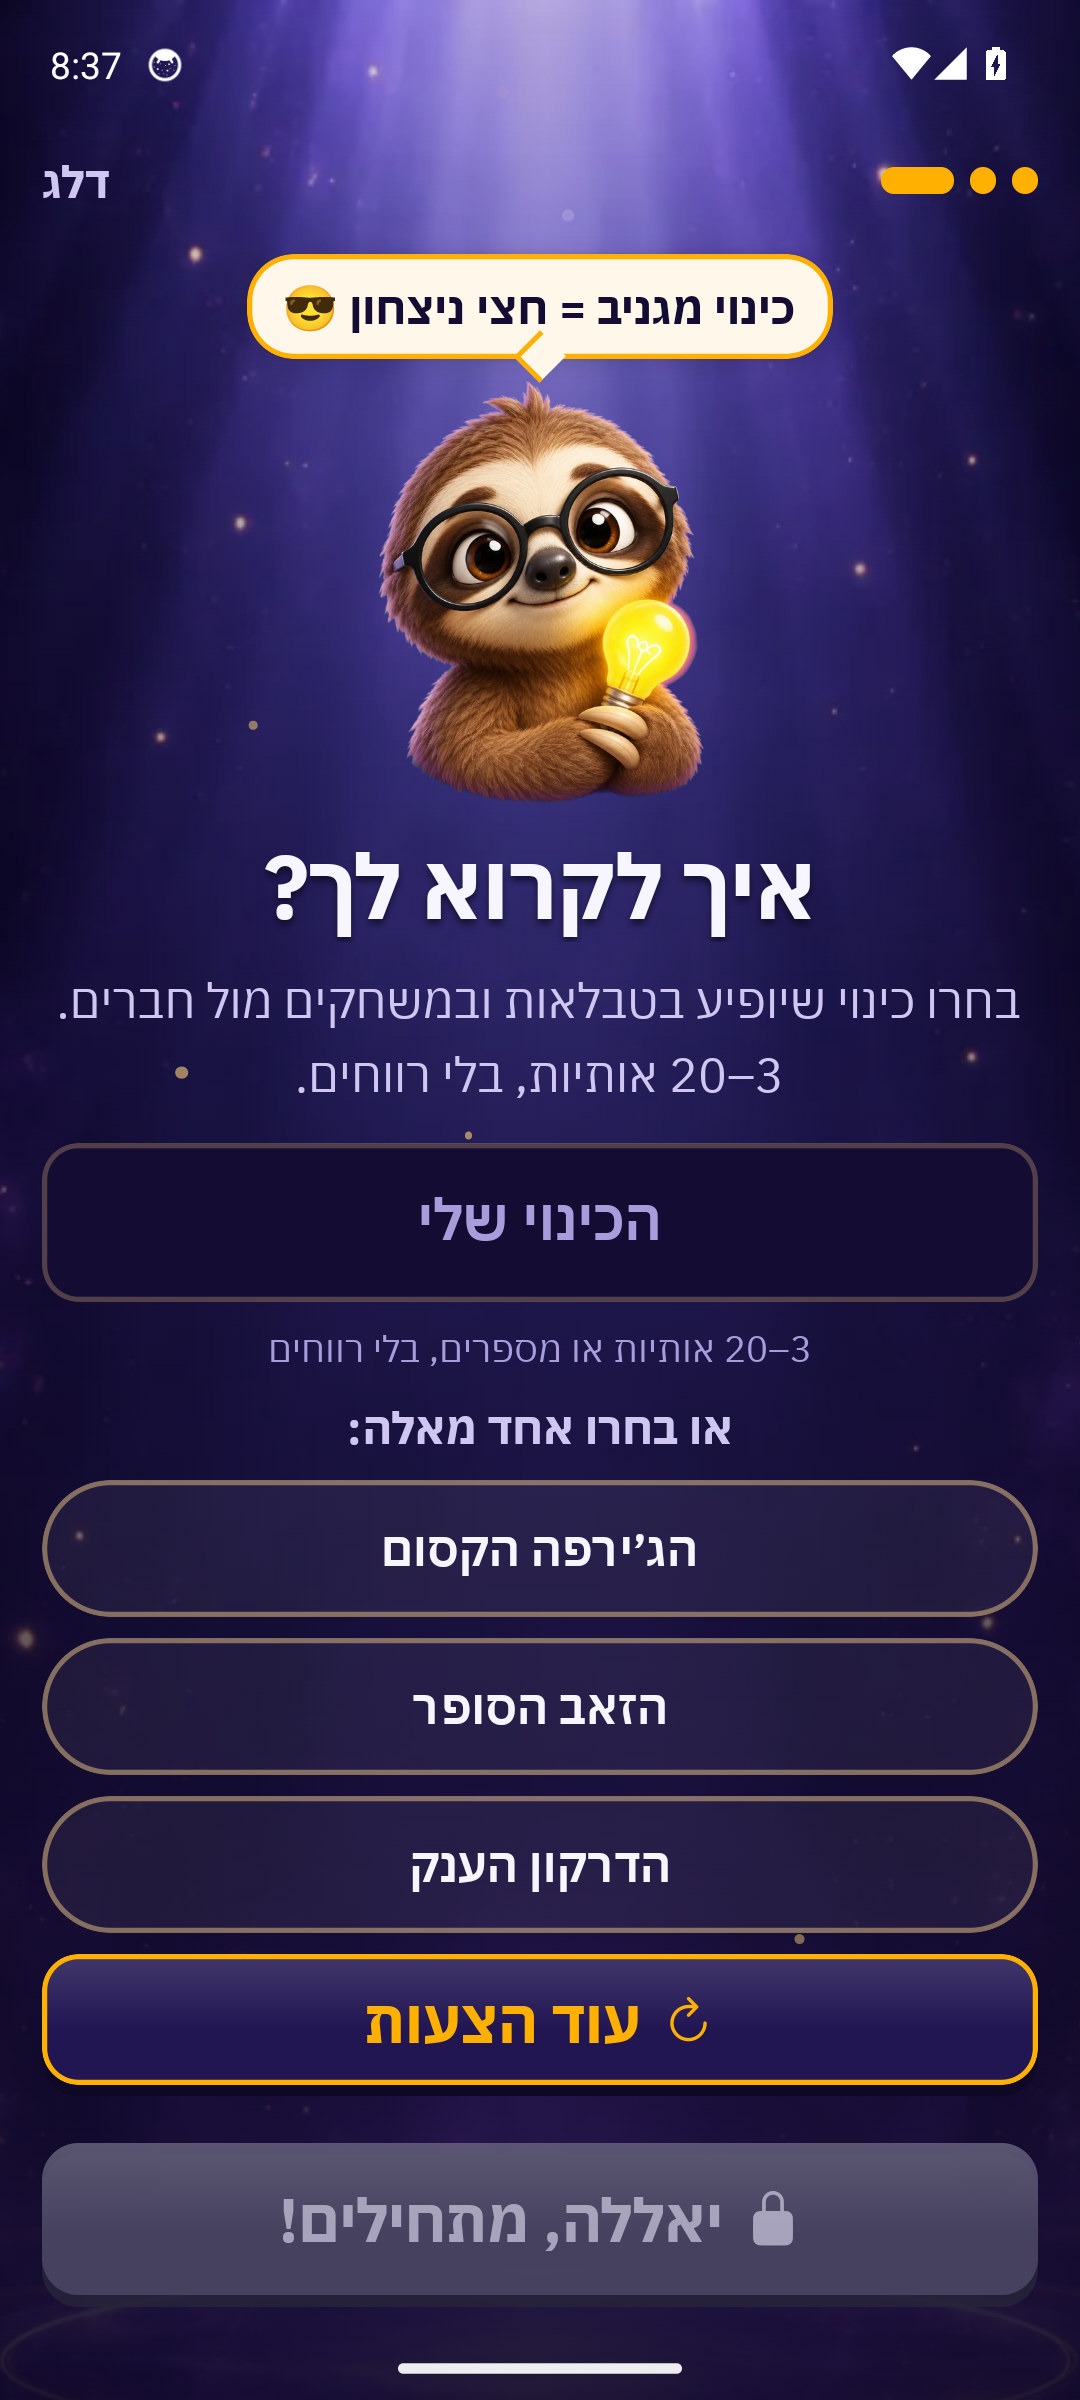 8:37
דלג
כינוי מגניב = חצי ניצחון 😎
איך לקרוא לך?
בחרו כינוי שיופיע בטבלאות ובמשחקים מול חברים.
3–20 אותיות, בלי רווחים.
הכינוי שלי
3–20 אותיות או מספרים, בלי רווחים
או בחרו אחד מאלה:
הג׳ירפה הקסום
הזאב הסופר
הדרקון הענק
עוד הצעות
יאללה, מתחילים!